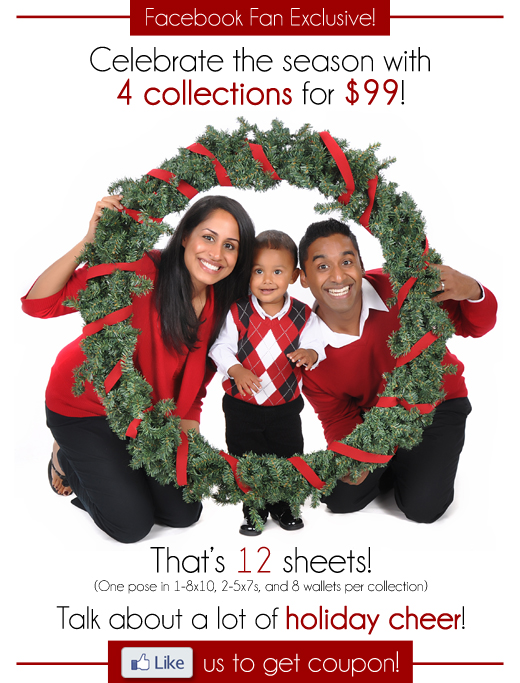 Facebook Fan Exclusive!
Celebrate the season with
4 collections for $99!
That's 12 sheets!
(One pose in 1-8x10, 2-5x7s, and 8 wallets per collection)
Talk about a lot of holiday cheer!
Like us to get coupon!